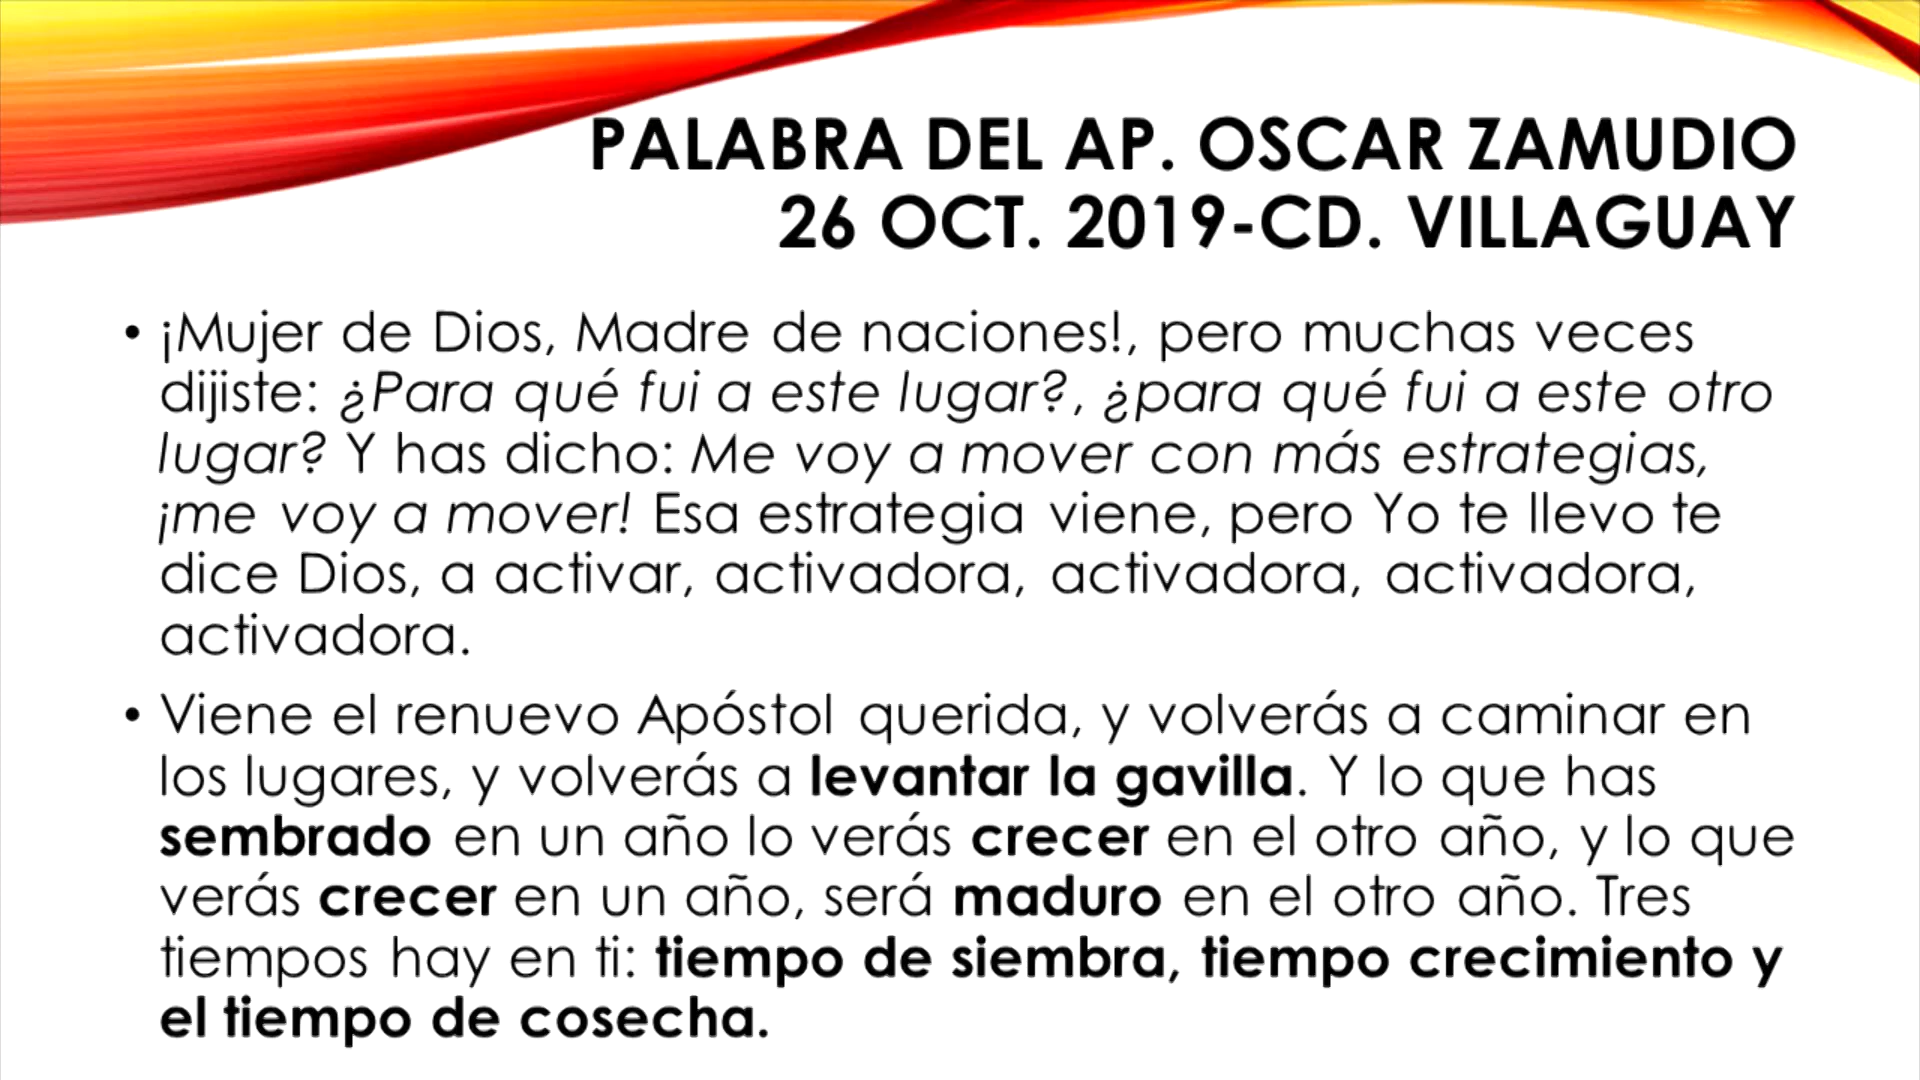 PALABRA DEL AP. OSCAR ZAMUDIO
26 OCT. 2019-CD. VILLAGUAY
• ¡Mujer de Dios, Madre de naciones!, pero muchas veces
dijiste: ¿Para qué fui a este lugar?, ¿para qué fui a este otro
lugar? Y has dicho: Me voy a mover con más estrategias,
¡me voy a mover! Esa estrategia viene, pero Yo te llevo te
dice Dios, a activar, activadora, activadora, activadora,
activadora.
• Viene el renuevo Apóstol querida, y volverás a caminar en
los lugares, y volverás a levantar la gavilla. Y lo que has
sembrado en un año lo verás crecer en el otro año, y lo que
verás crecer en un año, será maduro en el otro año. Tres
tiempos hay en ti: tiempo de siembra, tiempo crecimiento y
el tiempo de cosecha.